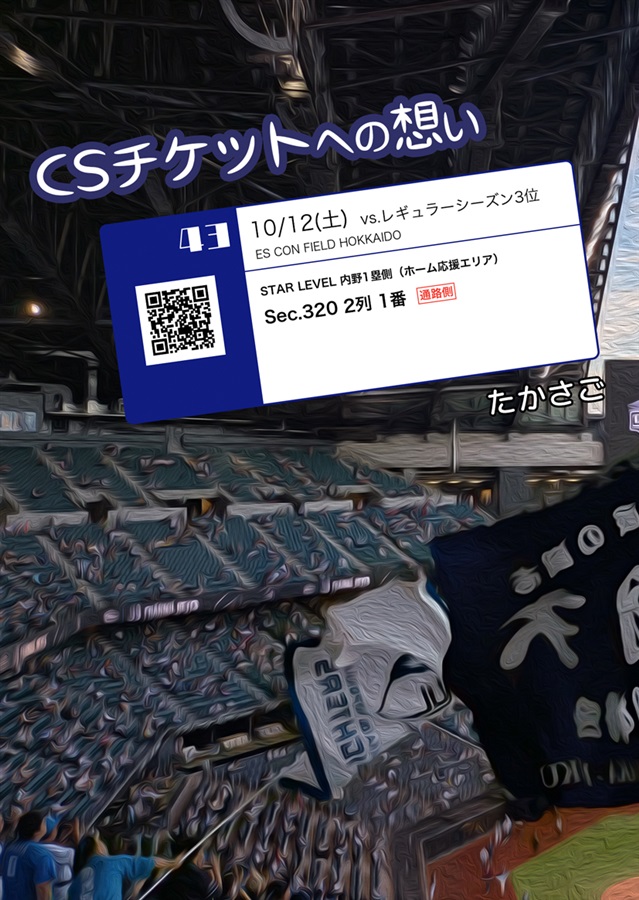 CSチケットへの想い
43
10/12(土) vs.レギュラーシーズン3位
ES CON FIELD HOKKAIDO
STAR LEVEL 内野1塁側（ホーム応援エリア）
Sec.320 2列 1番 通路側
たかさご